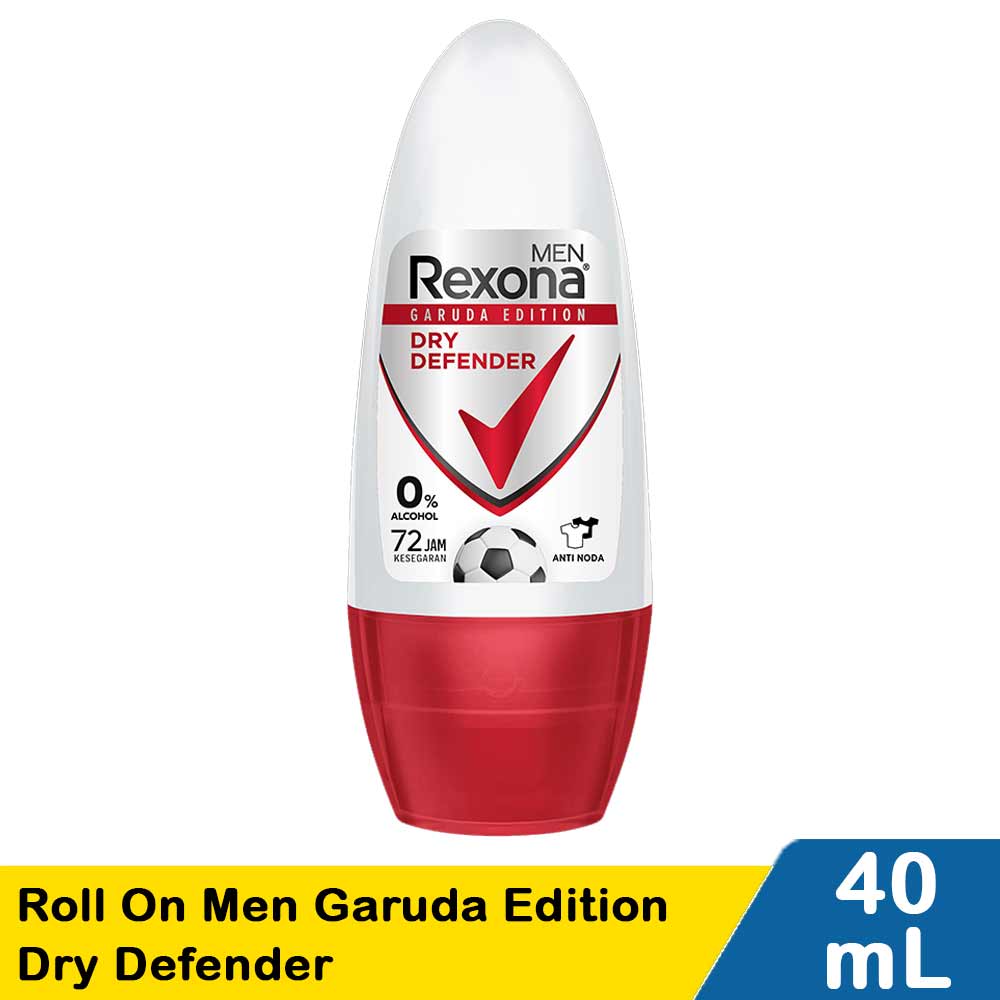 MEN
Rexona®
GARUDA EDITION
DRY
DEFENDER
0%
ALCOHOL
72 JAM
KESEGARAN
ANTI NODA
Roll On Men Garuda Edition
Dry Defender
40
mL